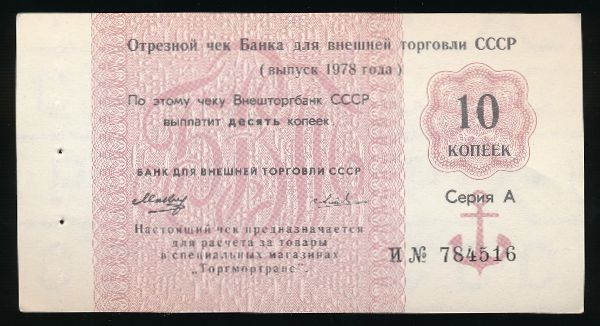 Отрезной чек Банка для внешней торговли СССР
(выпуск 1978 года)
По этому чеку Внешторгбанк СССР
выплатит десять копеек.
10
КОПЕЕК
БАНК ДЛЯ ВНЕШНЕЙ ТОРГОВЛИ СССР
Серия А
Настоящий чек предназначается
для расчета за товары
в специальных магазинах
"Торгмортранс".
И № 784516